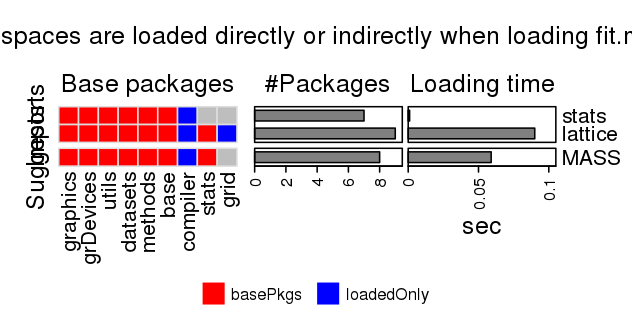 spaces are loaded directly or indirectly when loading fit.
Base packages
#Packages
Loading time
Imports
Suggests
stats
lattice
MASS
graphics
grDevices
utils
datasets
methods
base
compiler
stats
grid
0 2 4 6 8
0 0.05 0.1
sec
basePkgs
loadedOnly